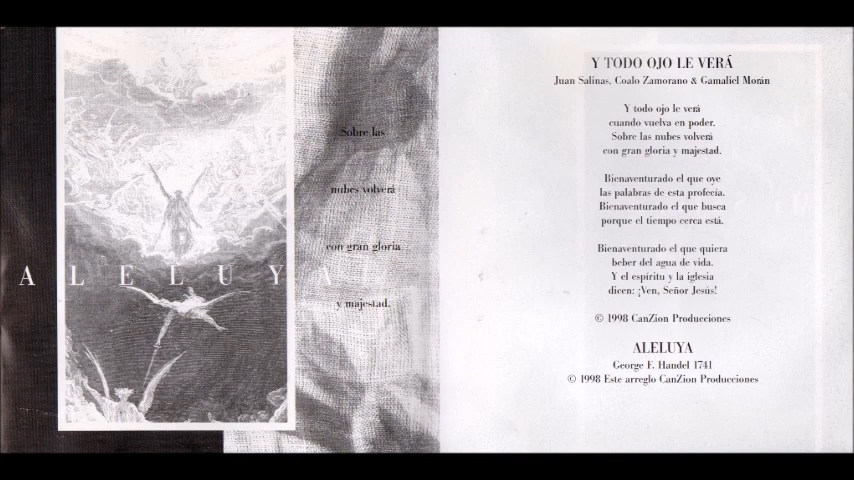 ALELUYA
Sobre las
nubes volverá
con gran gloria
y majestad.
Y TODO OJO LE VERÁ
Juan Salinas, Coalo Zamorano & Gamaliel Morán
Y todo ojo le verá
cuando vuelva en poder.
Sobre las nubes volverá
con gran gloria y majestad.
Bienaventurado el que oye
las palabras de esta profecía.
Bienaventurado el que busca
porque el tiempo cerca está.
Bienaventurado el que quiera
beber del agua de vida.
Y el espíritu y la iglesia
dicen: ¡Ven, Señor Jesús!
© 1998 CanZion Producciones
ALELUYA
George F. Handel 1741
© 1998 Este arreglo CanZion Producciones